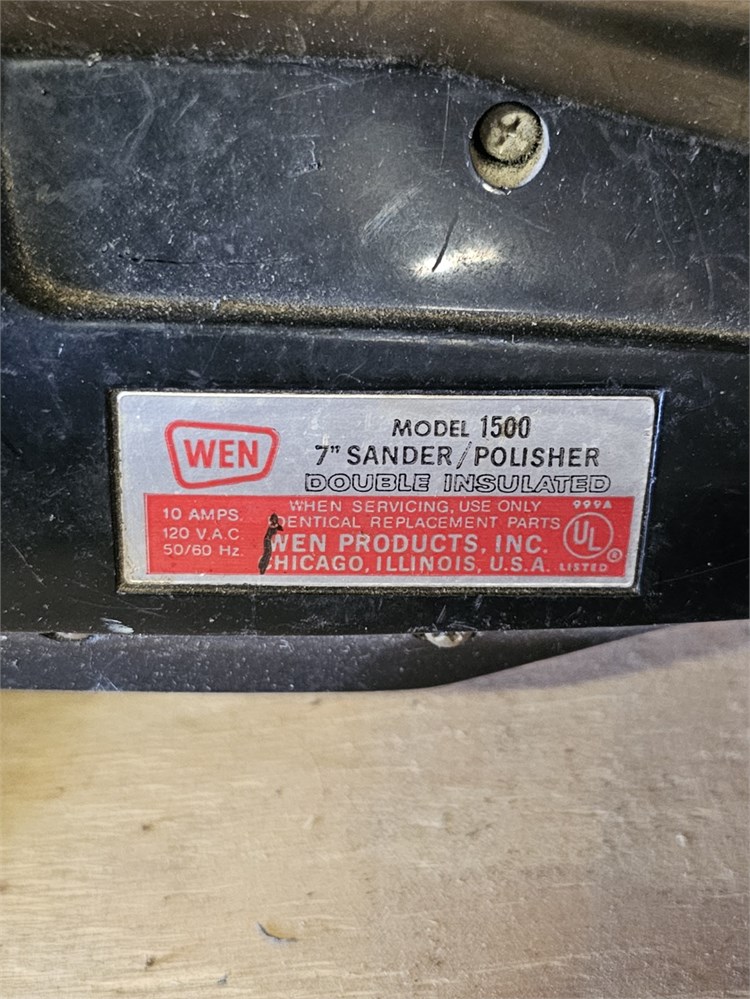 WEN
MODEL 1500
7" SANDER/POLISHER
DOUBLE INSULATED
10 AMPS.
120 V.A.C.
50/60 Hz.
WHEN SERVICING, USE ONLY
IDENTICAL REPLACEMENT PARTS
WEN PRODUCTS, INC.
CHICAGO, ILLINOIS, U.S.A.
999A
UL ®
LISTED